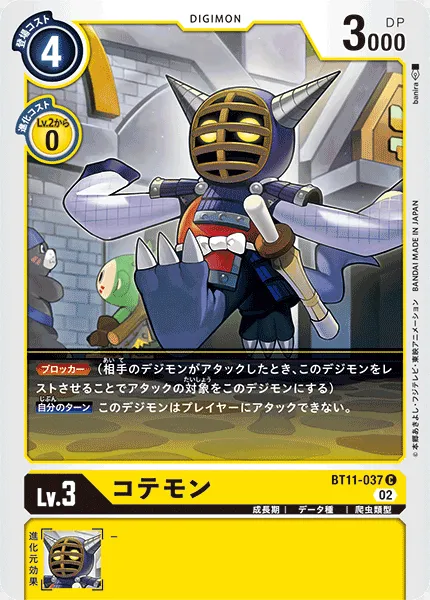 登場コスト
4
DIGIMON
3000
DP
進化コスト
Lv.2から
0
banira
©本郷あきよし・フジテレビ・東映アニメーション BANDAI MADE IN JAPAN
ブロッカー (相手のデジモンがアタックしたとき、このデジモンをレ
ストさせることでアタックの対象をこのデジモンにする)
自分のターン このデジモンはプレイヤーにアタックできない。
Lv.3
コテモン
BT11-037 C
02
成長期 | データ種 | 爬虫類型
進化元効果
-